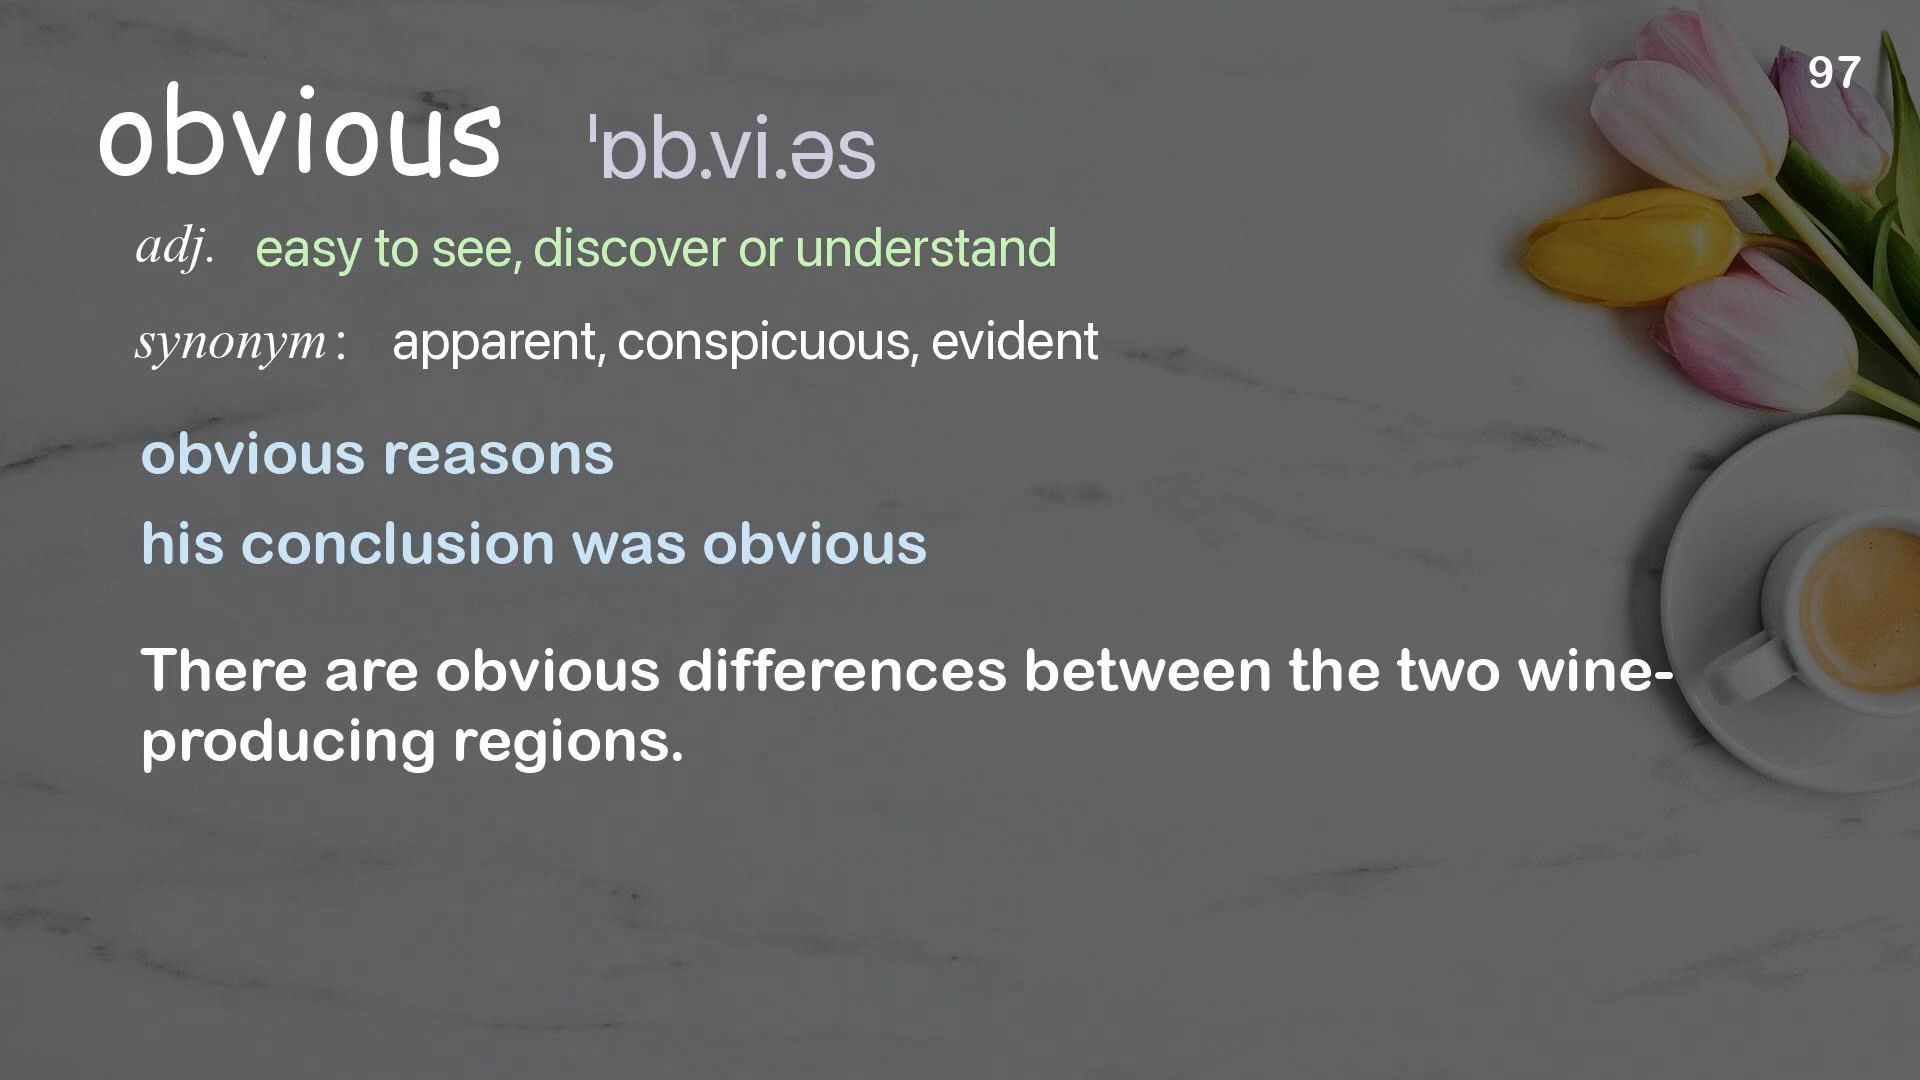 97
obvious ˈɒb.vi.əs
adj. easy to see, discover or understand
synonym: apparent, conspicuous, evident
obvious reasons
his conclusion was obvious
There are obvious differences between the two wine-
producing regions.